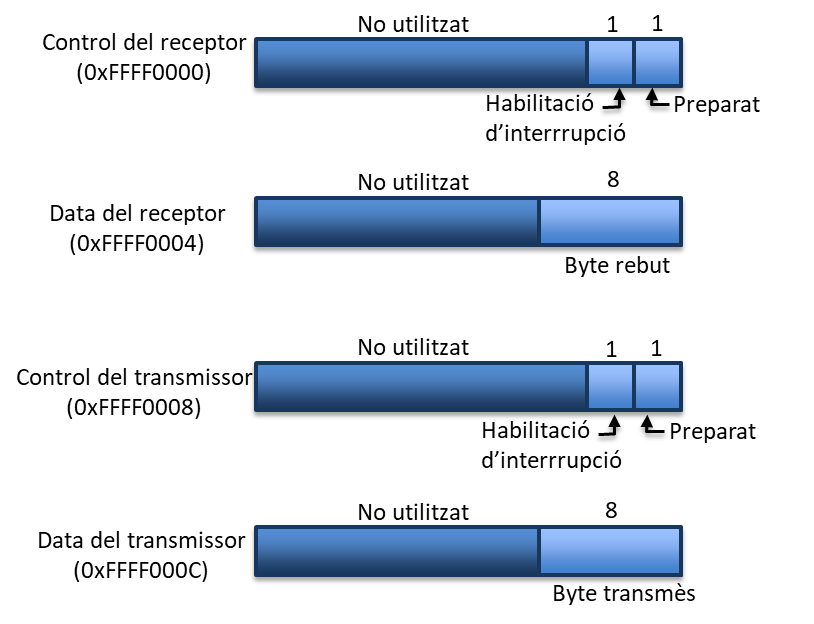 No utilitzat 1 1
Control del receptor
(0xFFFF0000)
Habilitació Preparat
d'interrrupció
No utilitzat 8
Data del receptor
(0xFFFF0004)
Byte rebut
No utilitzat 1 1
Control del transmissor
(0xFFFF0008)
Habilitació Preparat
d'interrrupció
No utilitzat 8
Data del transmissor
(0xFFFF000C)
Byte transmès